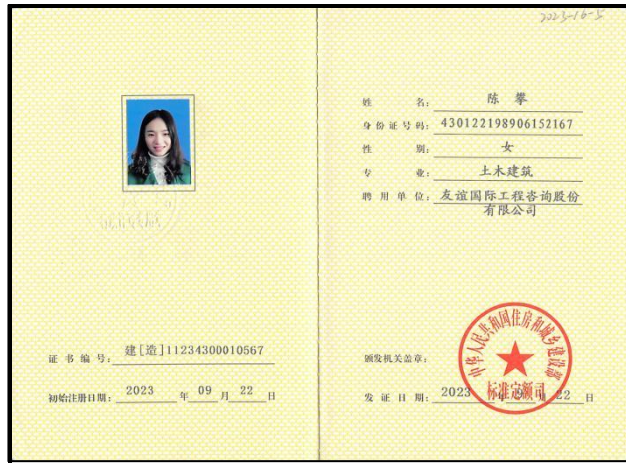 2023-16-5
姓 名： 陈 攀
身份证号码： 430122198906152167
性 别： 女
专 业： 土木建筑
聘用单位： 友谊国际工程咨询股份
有限公司
证书编号： 建[造]11234300010567
初始注册日期： 2023 年 09 月 22 日
颁发机关盖章：
中华人民共和国住房和城乡建设部
标准定额司
发证日期： 2023 年 09 月 22 日